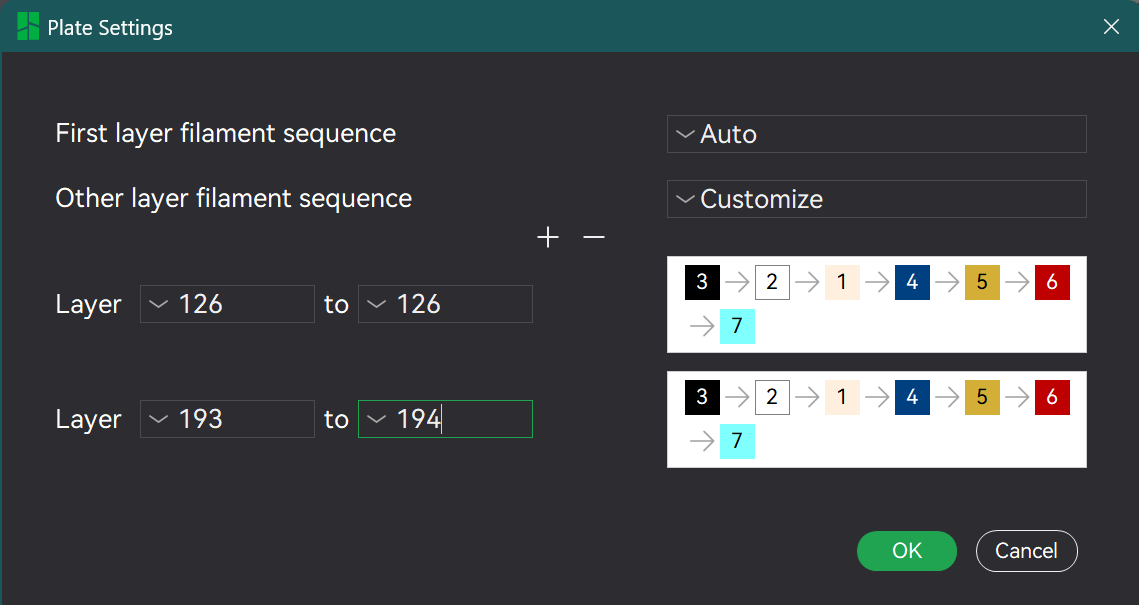 Plate Settings
First layer filament sequence Auto
Other layer filament sequence Customize
Layer 126 to 126
3 2 1 4 5 6
7
Layer 193 to 194
3 2 1 4 5 6
7
OK Cancel